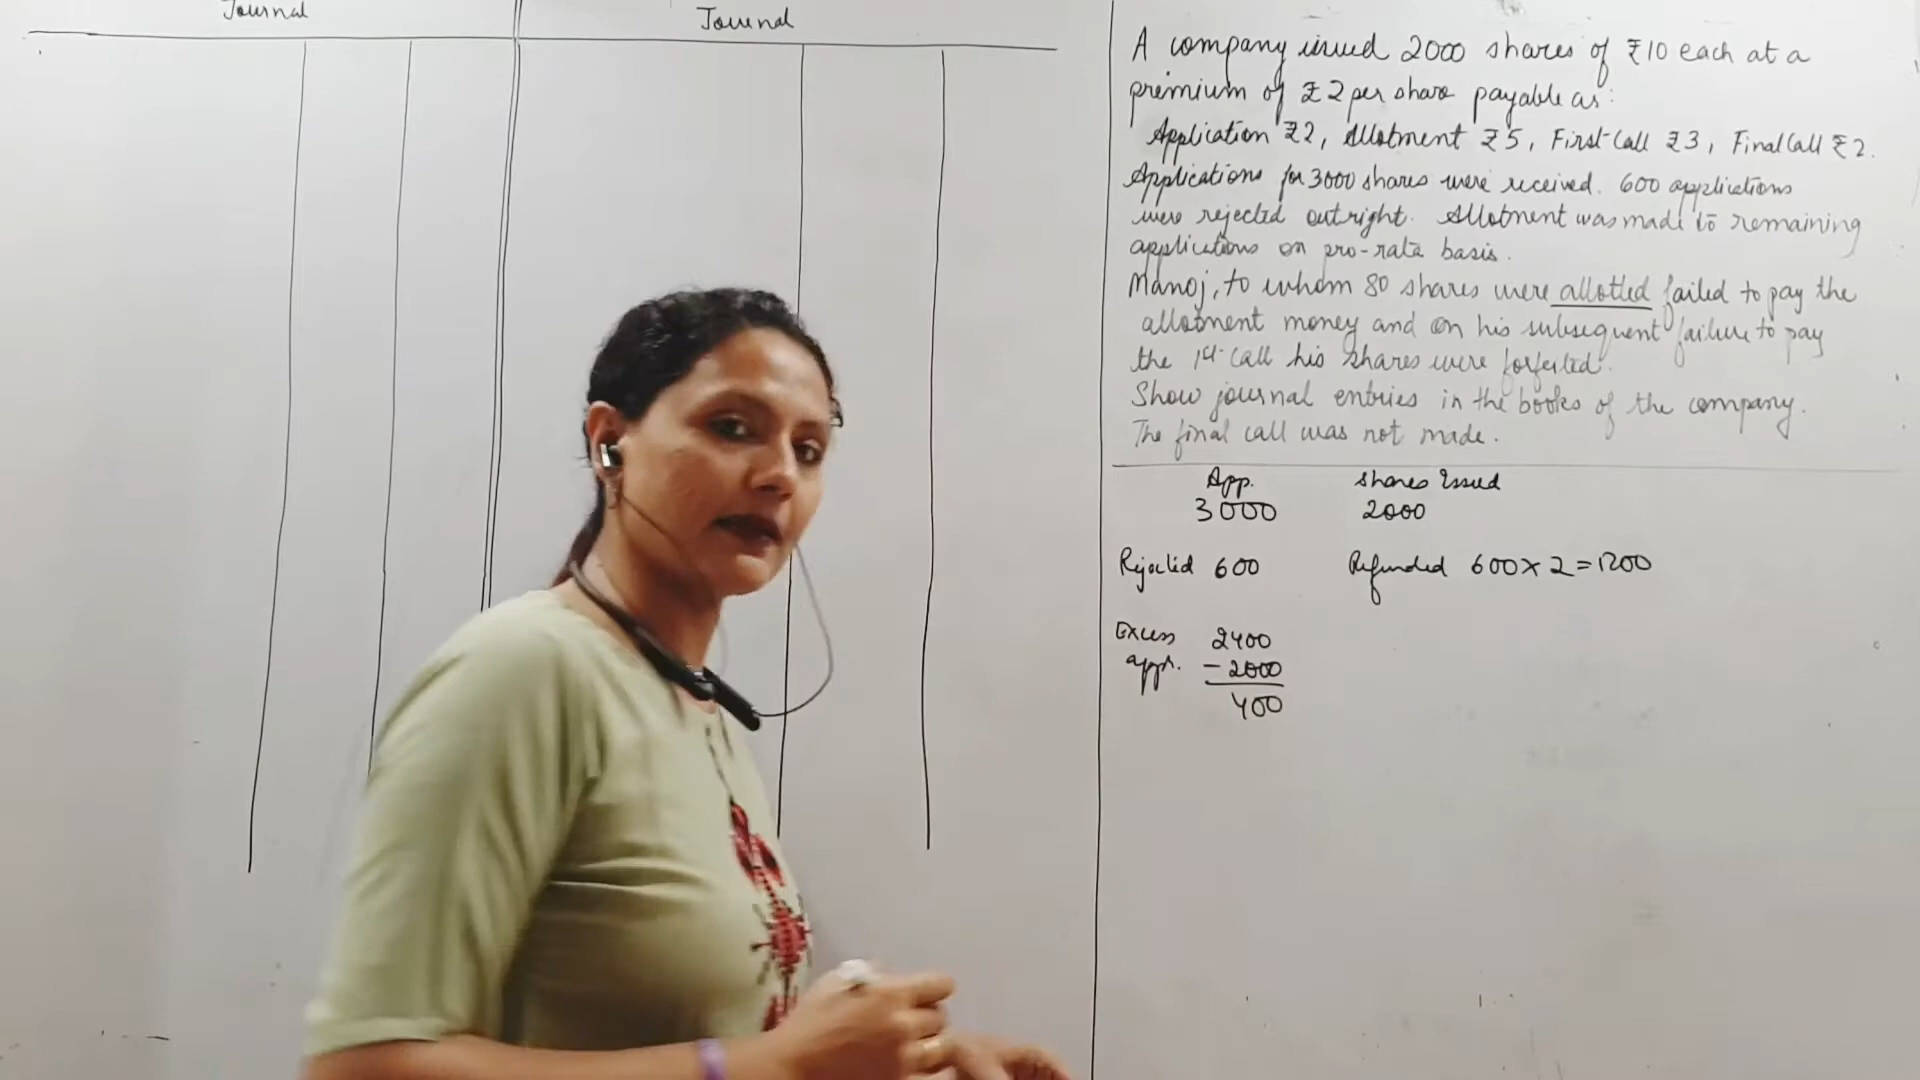 Journal
Journal
A company issued 2000 shares of ₹10 each at a
premium of ₹2 per share payable as:
Application ₹2, Allotment ₹5, First Call ₹3, Final Call ₹2.
Applications for 3000 shares were received. 600 applications
were rejected outright. Allotment was made to remaining
applications on pro-rata basis.
Manoj, to whom 80 shares were allotted failed to pay the
allotment money and on his subsequent failure to pay
the 1st call his shares were forfeited.
Show journal entries in the books of the company.
The final call was not made.
App. Shares Issued
3000 2000
Rejected 600 Refunded 600 x 2 = 1200
Excess 2400
app. - 2000
400